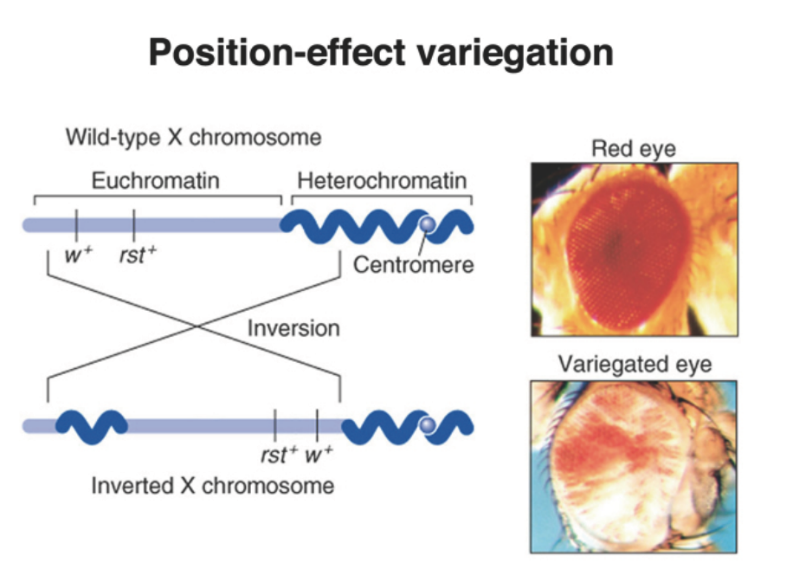 Position-effect variegation
Wild-type X chromosome
Euchromatin
Heterochromatin
w+
rst+
Centromere
Inversion
rst+ w+
Inverted X chromosome
Red eye
Variegated eye